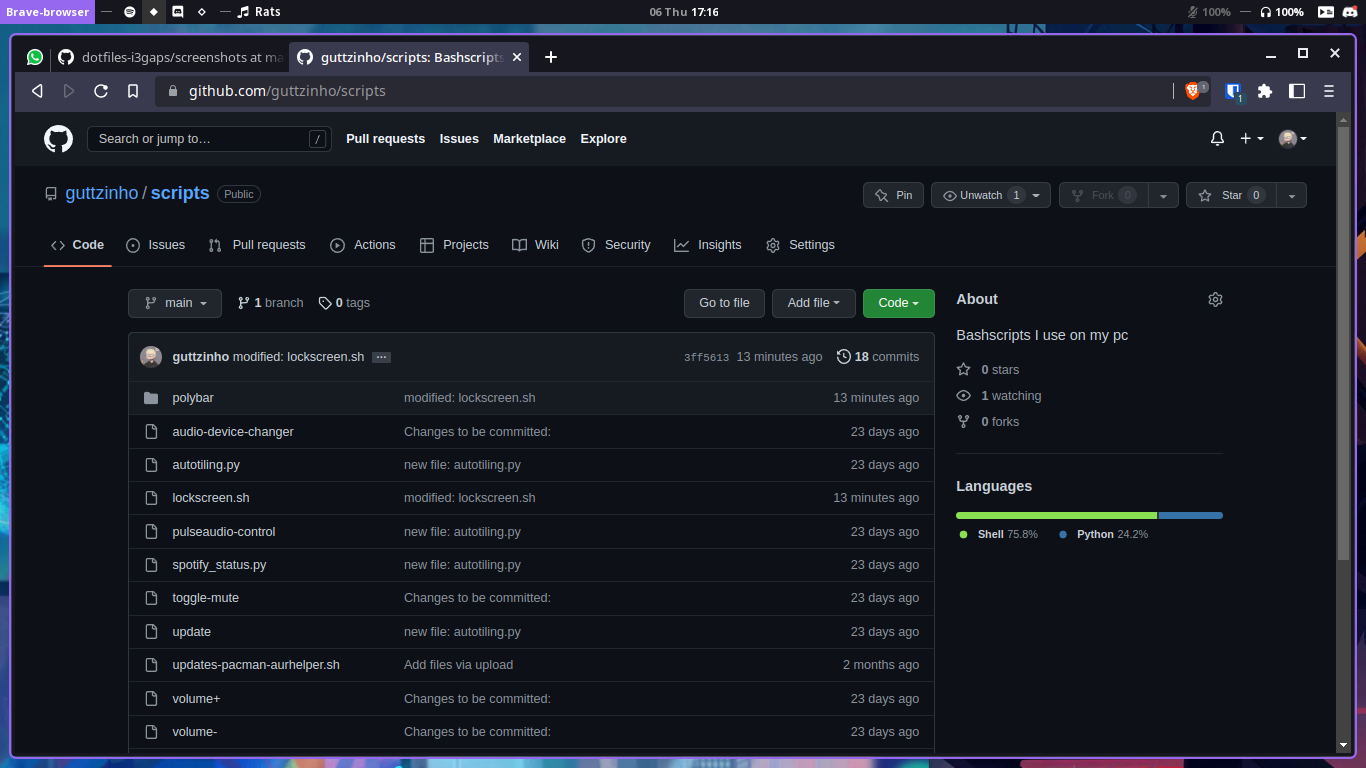 Brave-browser — — Rats 06 Thu 17:16 100% — 100%
dotfiles-i3gaps/screenshots at ma guttzinho/scripts: Bashscripts
github.com/guttzinho/scripts 1 1
Search or jump to… / Pull requests Issues Marketplace Explore
guttzinho / scripts Public Pin Unwatch 1 Fork 0 Star 0
Code Issues Pull requests Actions Projects Wiki Security Insights Settings
main 1 branch 0 tags Go to file Add file Code
guttzinho modified: lockscreen.sh ... 3ff5613 13 minutes ago 18 commits
polybar modified: lockscreen.sh 13 minutes ago
audio-device-changer Changes to be committed: 23 days ago
autotiling.py new file: autotiling.py 23 days ago
lockscreen.sh modified: lockscreen.sh 13 minutes ago
pulseaudio-control new file: autotiling.py 23 days ago
spotify_status.py new file: autotiling.py 23 days ago
toggle-mute Changes to be committed: 23 days ago
update new file: autotiling.py 23 days ago
updates-pacman-aurhelper.sh Add files via upload 2 months ago
volume+ Changes to be committed: 23 days ago
volume- Changes to be committed: 23 days ago
About
Bashscripts I use on my pc
0 stars
1 watching
0 forks
Languages
Shell 75.8% Python 24.2%